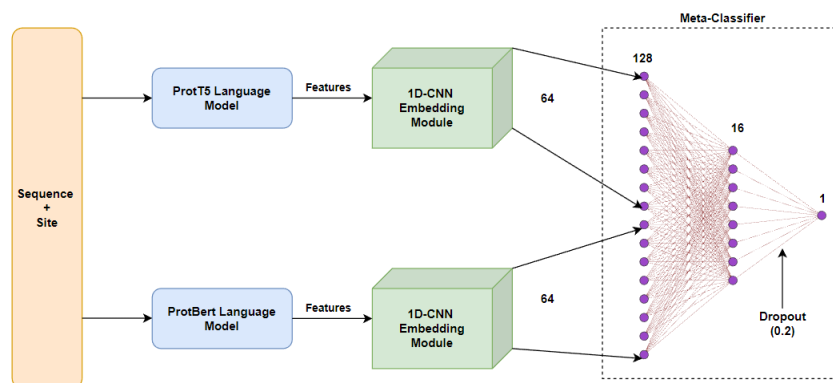 Meta-Classifier
128
ProtT5 Language
Model
Features
1D-CNN
Embedding
Module
64
16
Sequence
+
Site
1
ProtBert Language
Model
Features
1D-CNN
Embedding
Module
64
Dropout
(0.2)